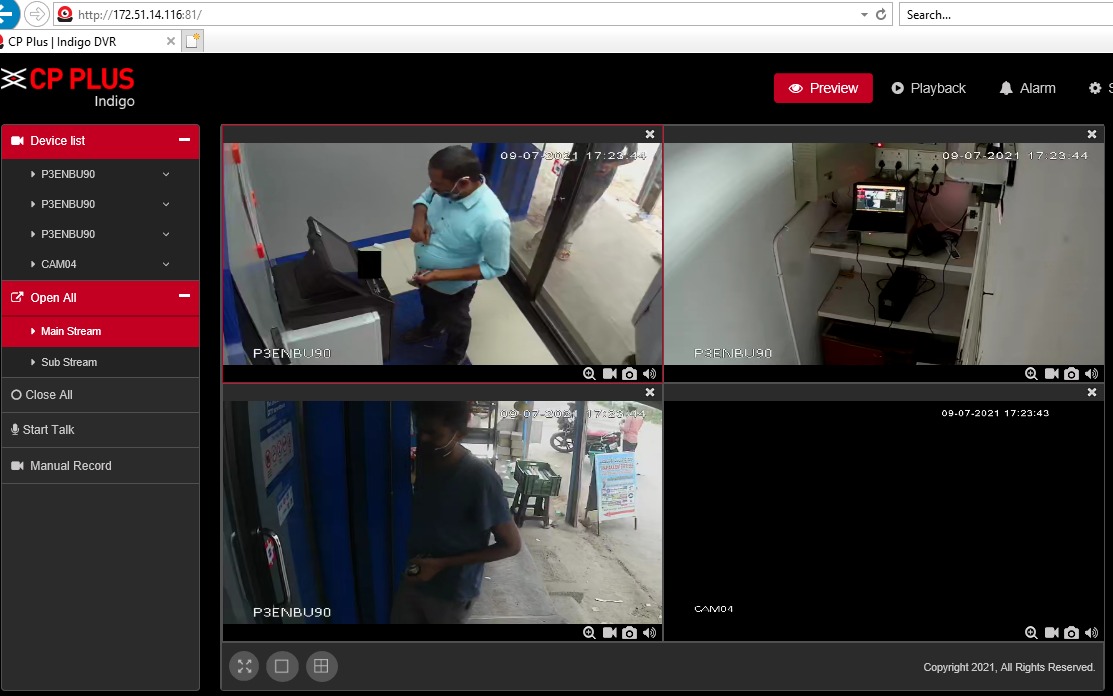 http://172.51.14.116:81/
Search...
CP Plus | Indigo DVR
CP PLUS
Indigo
Preview
Playback
Alarm
S
Device list
P3ENBU90
P3ENBU90
P3ENBU90
CAM04
Open All
Main Stream
Sub Stream
Close All
Start Talk
Manual Record
09-07-2021 17:23:44
P3ENBU90
09-07-2021 17:23:44
P3ENBU90
09-07-2021 17:23:44
P3ENBU90
09-07-2021 17:23:43
CAM04
Copyright 2021, All Rights Reserved.